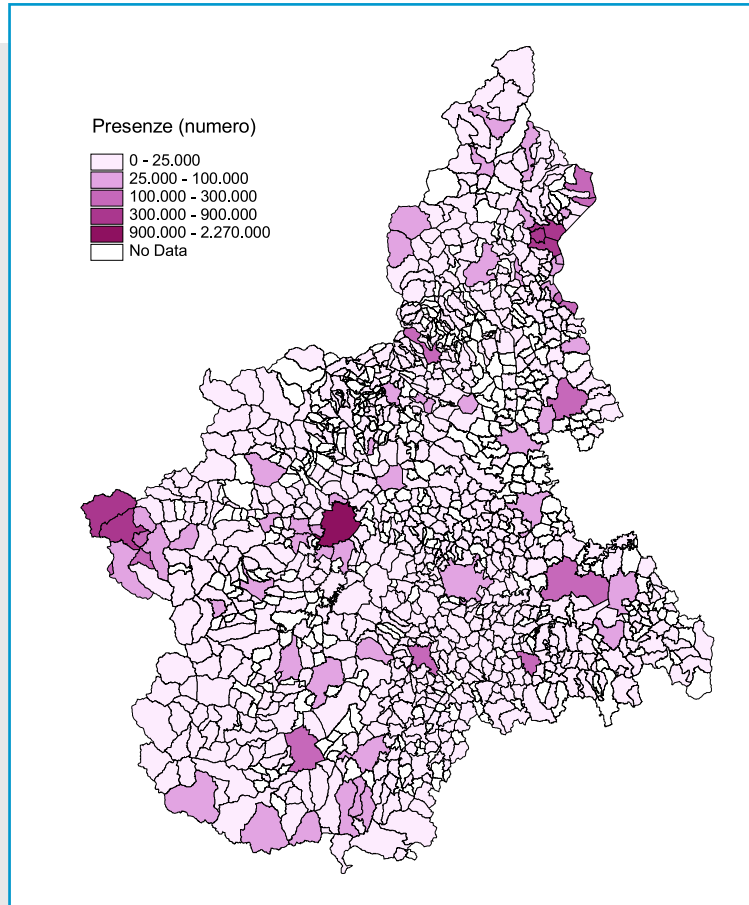 Presenze (numero)
0 - 25.000
25.000 - 100.000
100.000 - 300.000
300.000 - 900.000
900.000 - 2.270.000
No Data